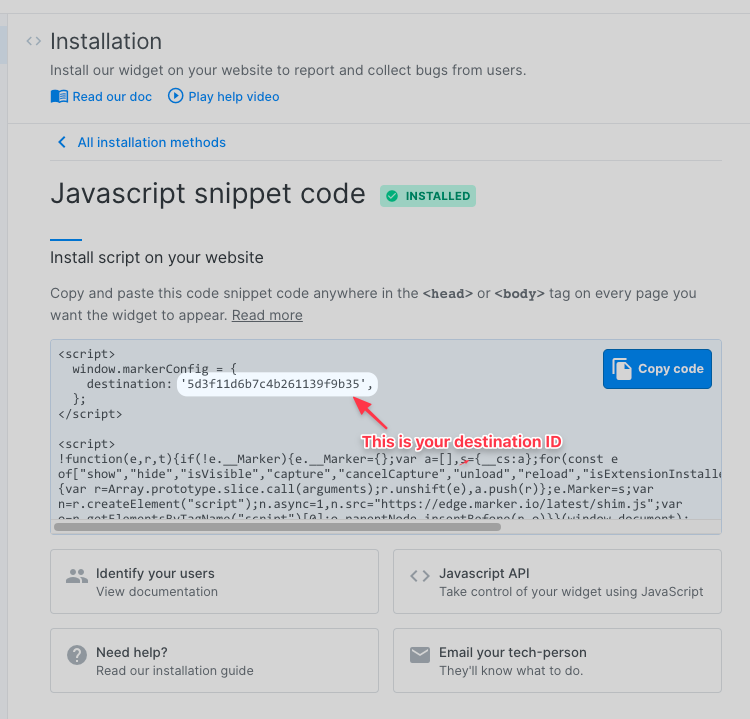 Installation
Install our widget on your website to report and collect bugs from users.
Read our doc
Play help video
All installation methods
Javascript snippet code
INSTALLED
Install script on your website
Copy and paste this code snippet code anywhere in the <head> or <body> tag on every page you
want the widget to appear. Read more
<script>
window.markerConfig = {
destination: '5d3f11d6b7c4b261139f9b35',
};
</script>
Copy code
This is your destination ID
<script>
!function(e,r,t){if(!e.__Marker){e.__Marker={};var a=[],s={__cs:a};for(const e
of["show","hide","isVisible","capture","cancelCapture","unload","reload","isExtensionInstalle
{var r=Array.prototype.slice.call(arguments);r.unshift(e),a.push(r)};e.Marker=s;var
n=r.createElement("script");n.async=1,n.src="https://edge.marker.io/latest/shim.js";var
Identify your users
View documentation
Javascript API
Take control of your widget using JavaScript
Need help?
Read our installation guide
Email your tech-person
They'll know what to do.